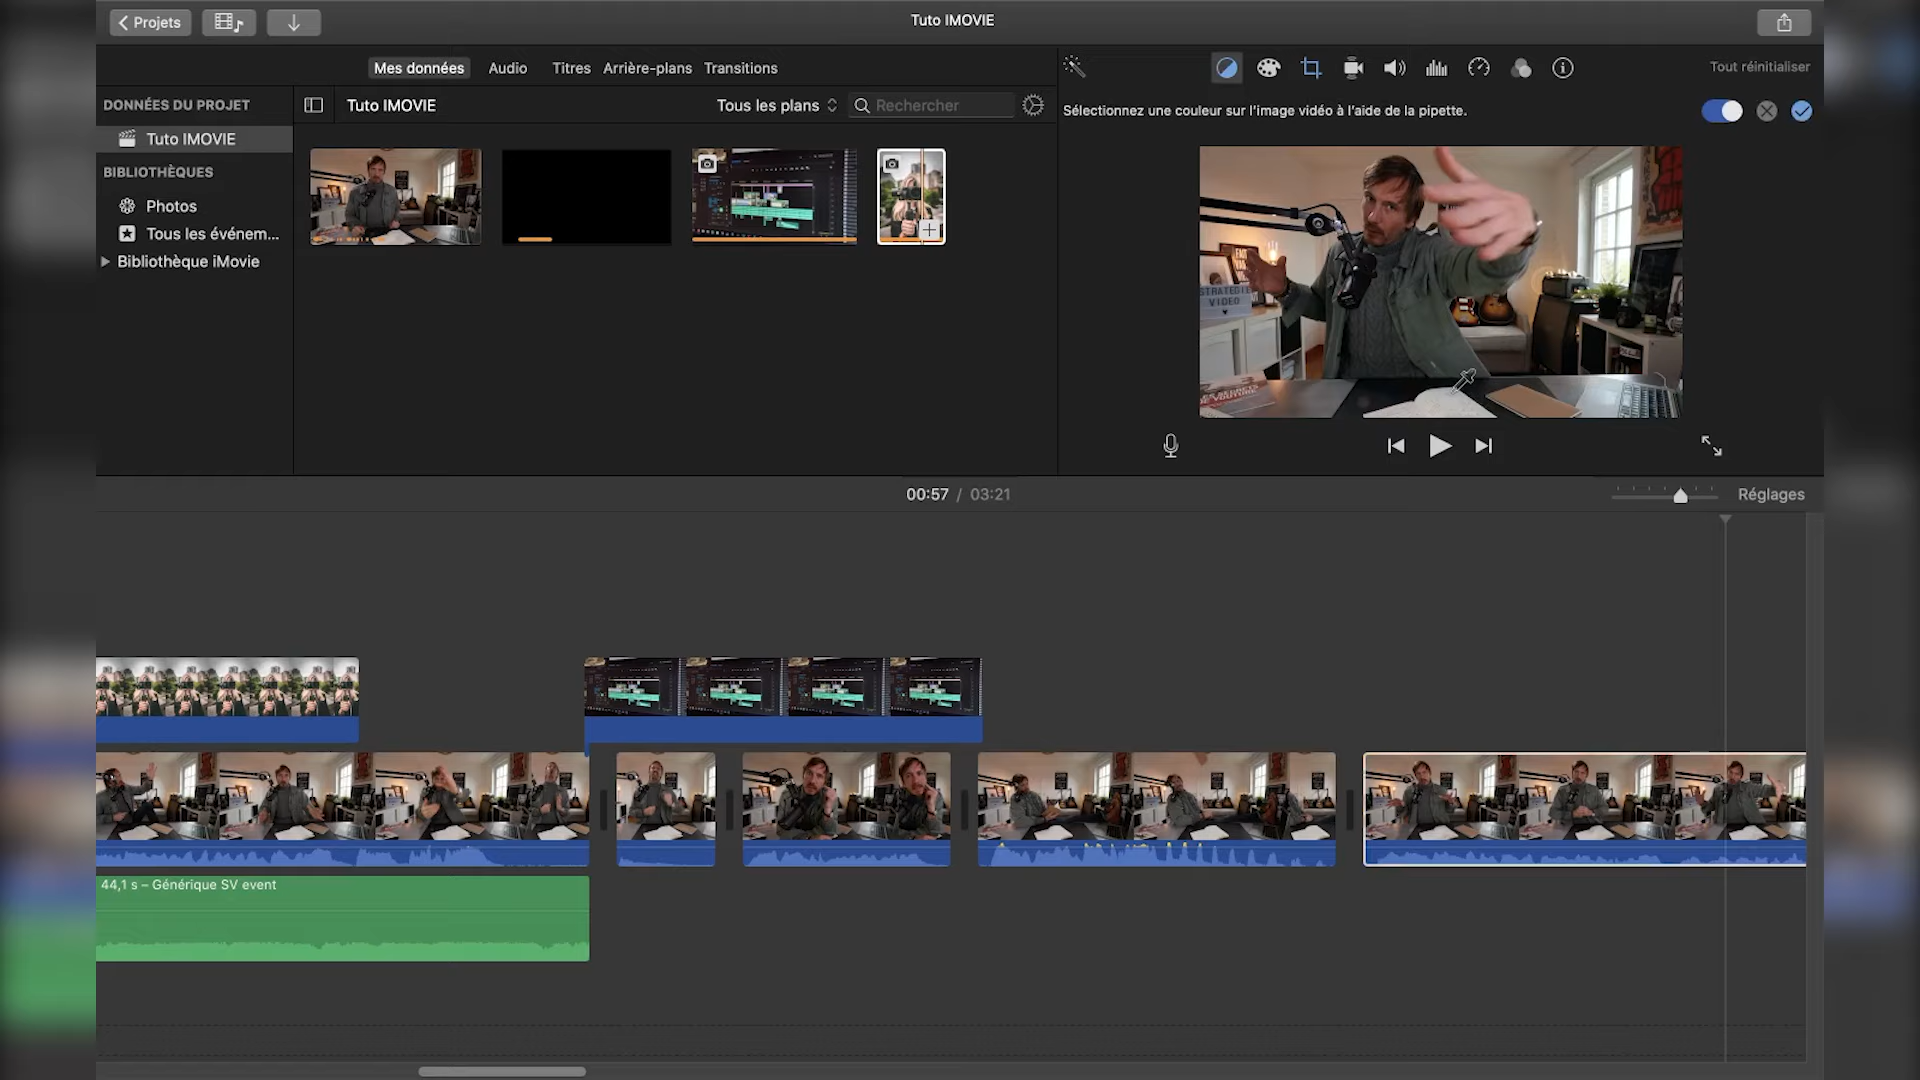 Projets
Tuto IMOVIE
Mes données
Audio
Titres
Arrière-plans
Transitions
Tout réinitialiser
DONNÉES DU PROJET
Tuto IMOVIE
Tous les plans
Rechercher
Sélectionnez une couleur sur l'image vidéo à l'aide de la pipette.
Tuto IMOVIE
BIBLIOTHÈQUES
Photos
Tous les événem...
Bibliothèque iMovie
STRATEGIE
VIDEO
00:57 / 03:21
Réglages
44,1 s – Générique SV event